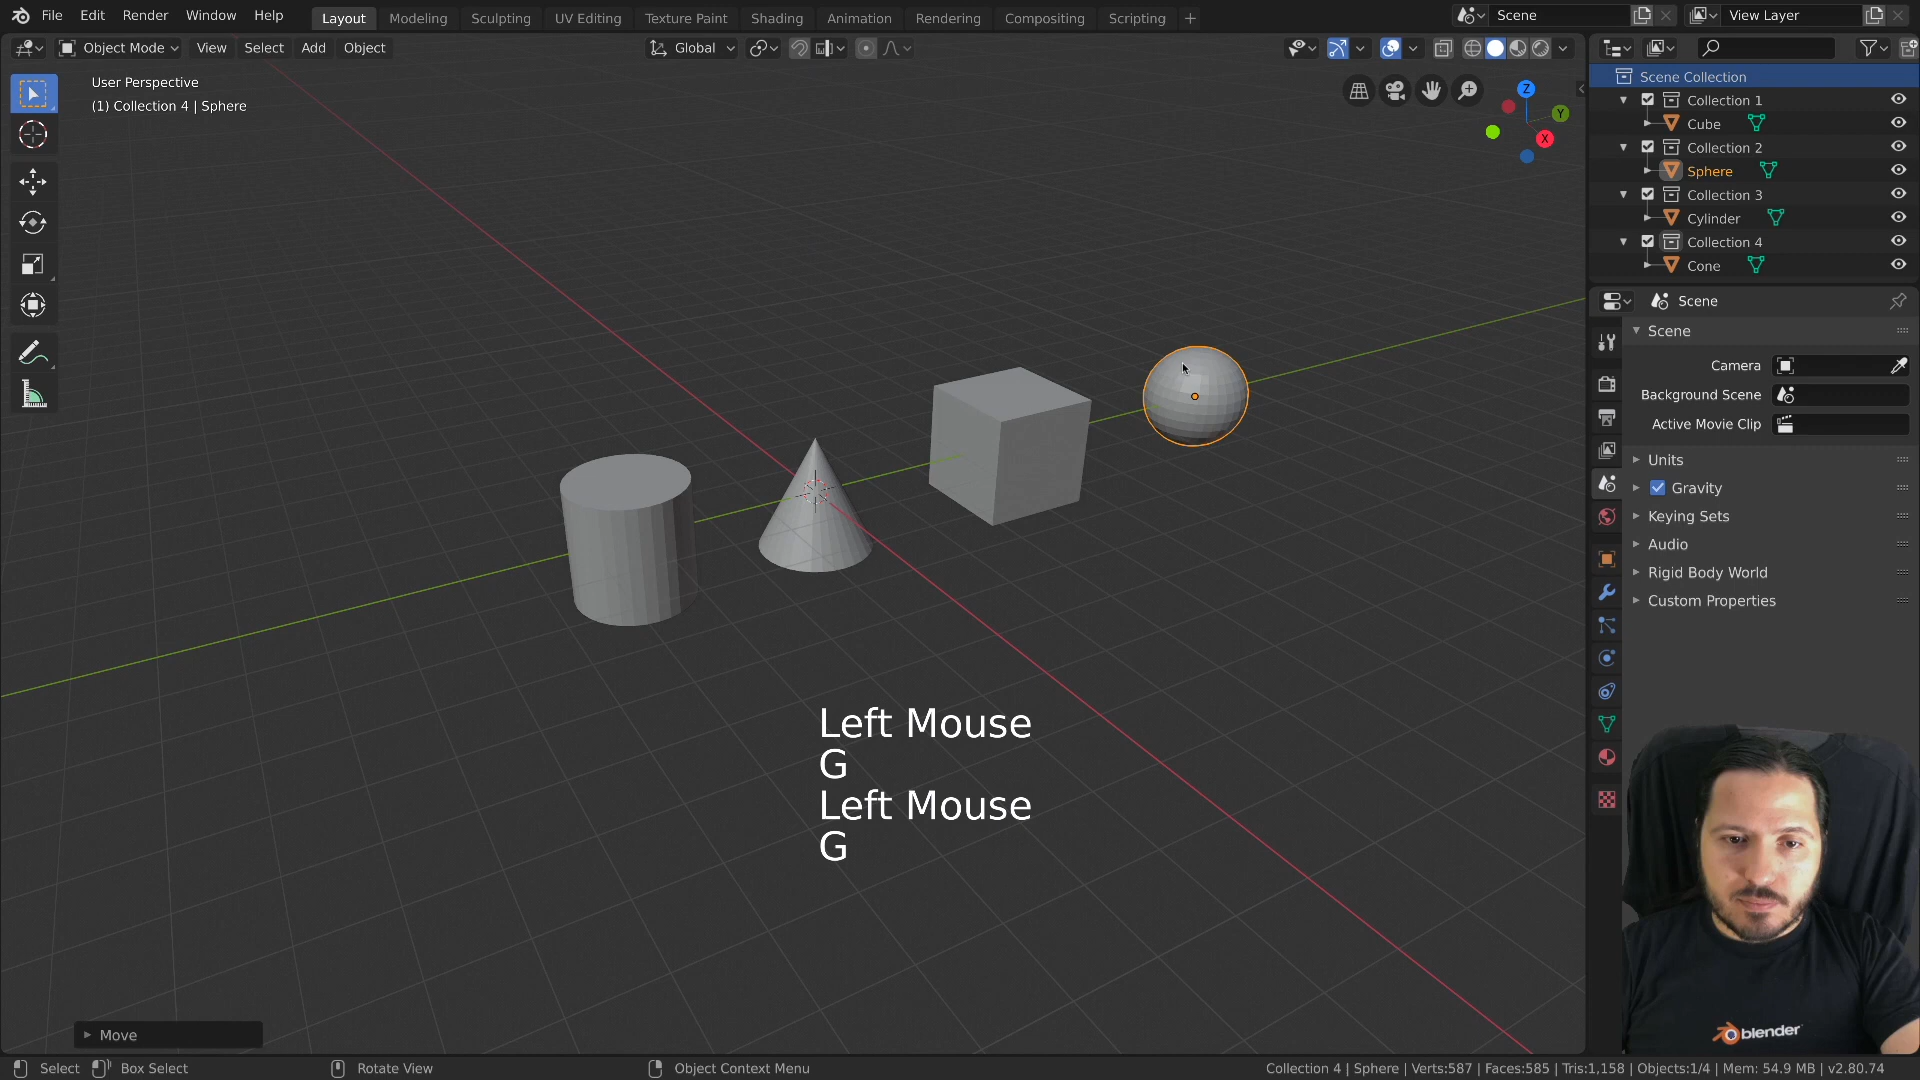 File Edit Render Window Help
Layout Modeling Sculpting UV Editing Texture Paint Shading Animation Rendering Compositing Scripting +
Scene
View Layer
Object Mode View Select Add Object
Global
User Perspective
(1) Collection 4 | Sphere
Z
Y
X
Scene Collection
Collection 1
Cube
Collection 2
Sphere
Collection 3
Cylinder
Collection 4
Cone
Scene
Scene
Camera
Background Scene
Active Movie Clip
Units
Gravity
Keying Sets
Audio
Rigid Body World
Custom Properties
Left Mouse
G
Left Mouse
G
blender
Move
Select Box Select Rotate View Object Context Menu
Collection 4 | Sphere | Verts:587 | Faces:585 | Tris:1,158 | Objects:1/4 | Mem: 54.9 MB | v2.80.74